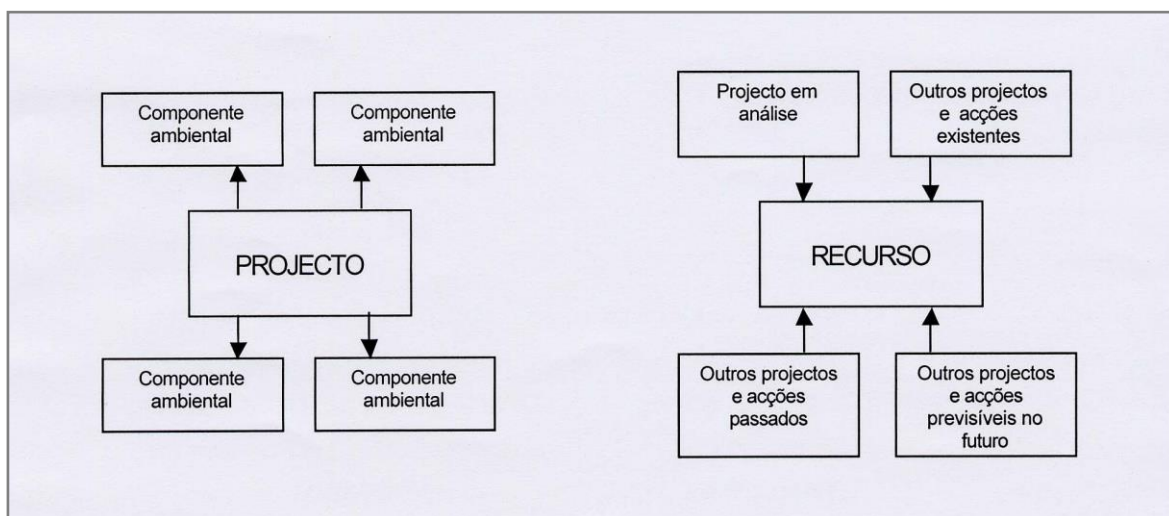 Componente
ambiental
Componente
ambiental
PROJECTO
Componente
ambiental
Componente
ambiental
Projecto em
análise
Outros projectos
e acções
existentes
RECURSO
Outros projectos
e acções
passados
Outros projectos
e acções
previsíveis no
futuro